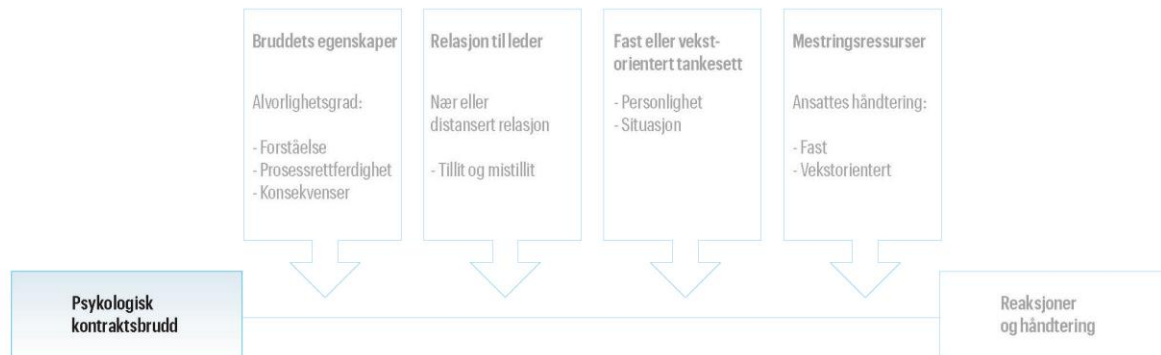 Bruddets egenskaper
Alvorlighetsgrad:
- Forståelse
- Prosessrettferdighet
- Konsekvenser
Relasjon til leder
Nær eller
distansert relasjon
- Tillit og mistillit
Fast eller vekst-
orientert tankesett
- Personlighet
- Situasjon
Mestringsressurser
Ansattes håndtering:
- Fast
- Vekstorientert
Psykologisk
kontraktsbrudd
Reaksjoner
og håndtering